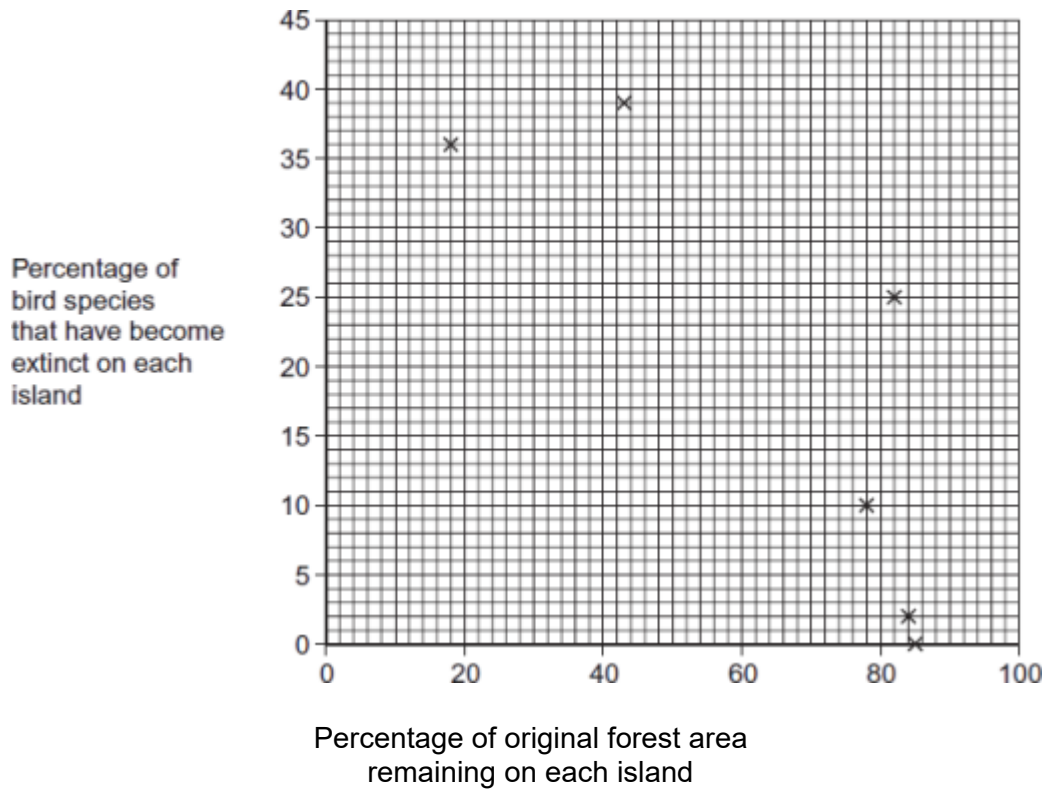 45
40
35
30
25
20
15
10
5
0
Percentage of
bird species
that have become
extinct on each
island
0 20 40 60 80 100
Percentage of original forest area
remaining on each island